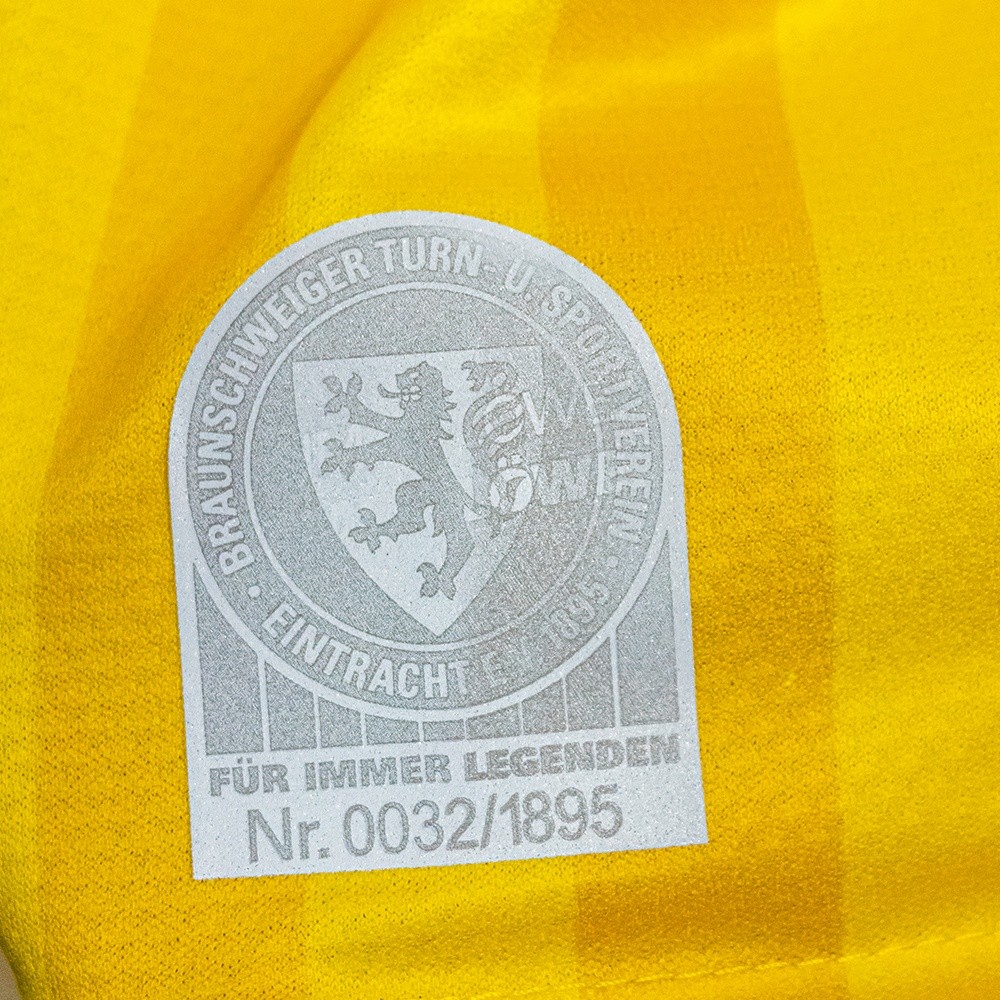 BRAUNSCHWEIGER TURN- U. SPORTVEREIN
· EINTRACHT E.V. 1895 ·
FÜR IMMER LEGENDEN
Nr. 0032/1895